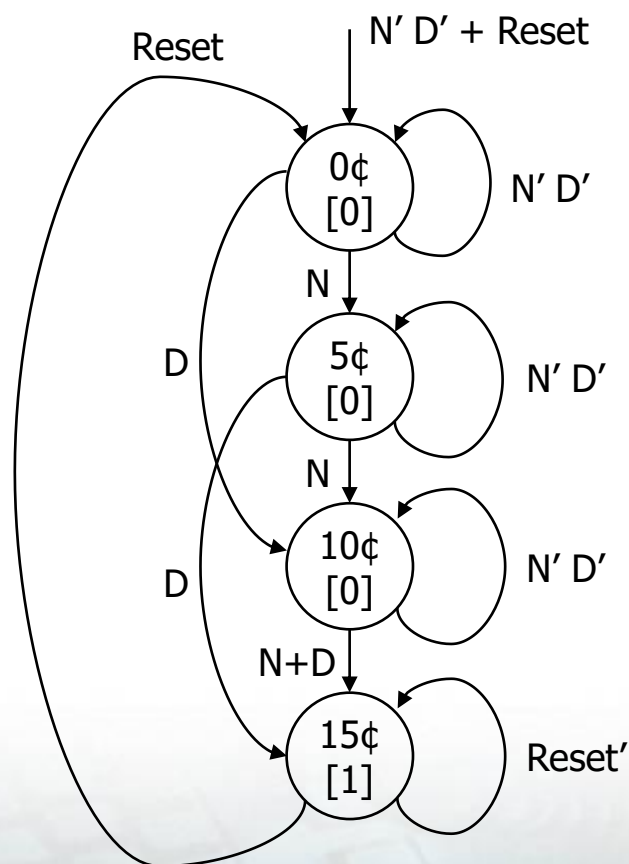 N′ D′ + Reset
Reset
0¢
[0]
N′ D′
N
D
5¢
[0]
N′ D′
N
D
10¢
[0]
N′ D′
N+D
15¢
[1]
Reset′